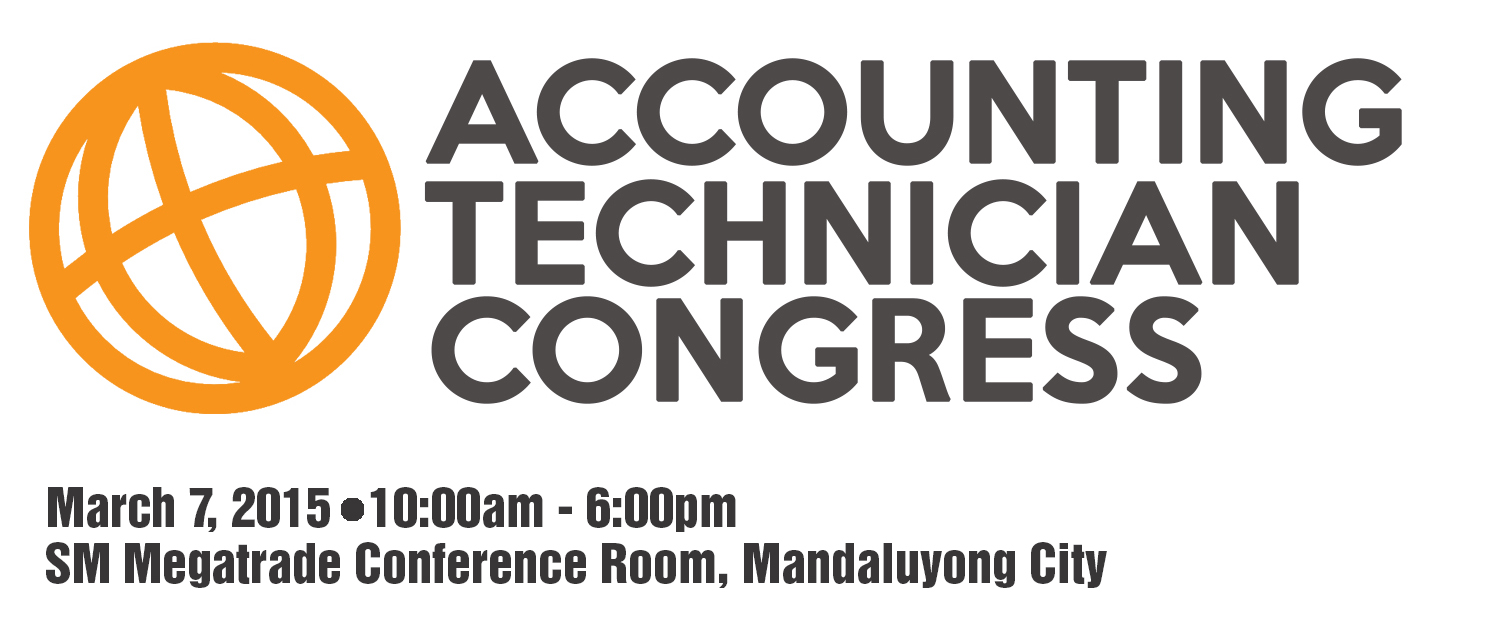 ACCOUNTING
TECHNICIAN
CONGRESS
March 7, 2015 ● 10:00am - 6:00pm
SM Megatrade Conference Room, Mandaluyong City